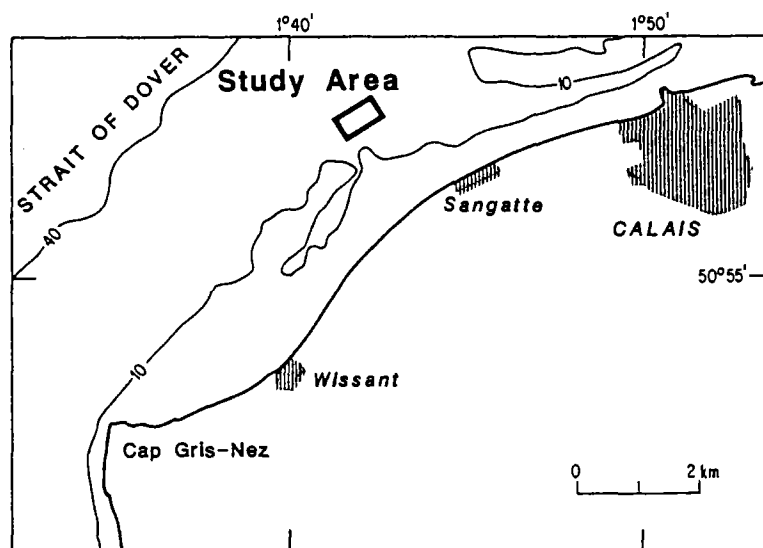 1°40' 1°50'
Study Area
10
STRAIT OF DOVER
Sangatte
CALAIS
40
50°55'
10
Wissant
Cap Gris-Nez
0 2 km